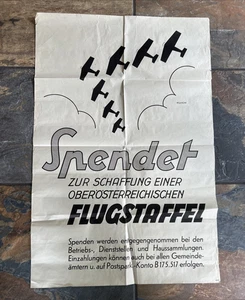 Spendet
ZUR SCHAFFUNG EINER
OBERÖSTERREICHISCHEN
FLUGSTAFFEL
Spenden werden entgegengenommen bei den
Betriebs-, Dienststellen und Haussammlungen.
Einzahlungen können auch bei allen Gemeinde-
ämtern u. auf Postspark.-Konto B 175.517 erfolgen.